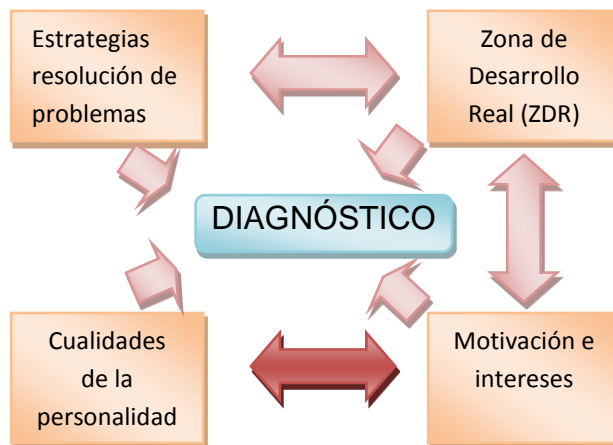 Estrategias
resolución de
problemas
Zona de
Desarrollo
Real (ZDR)
DIAGNÓSTICO
Cualidades
de la
personalidad
Motivación e
intereses